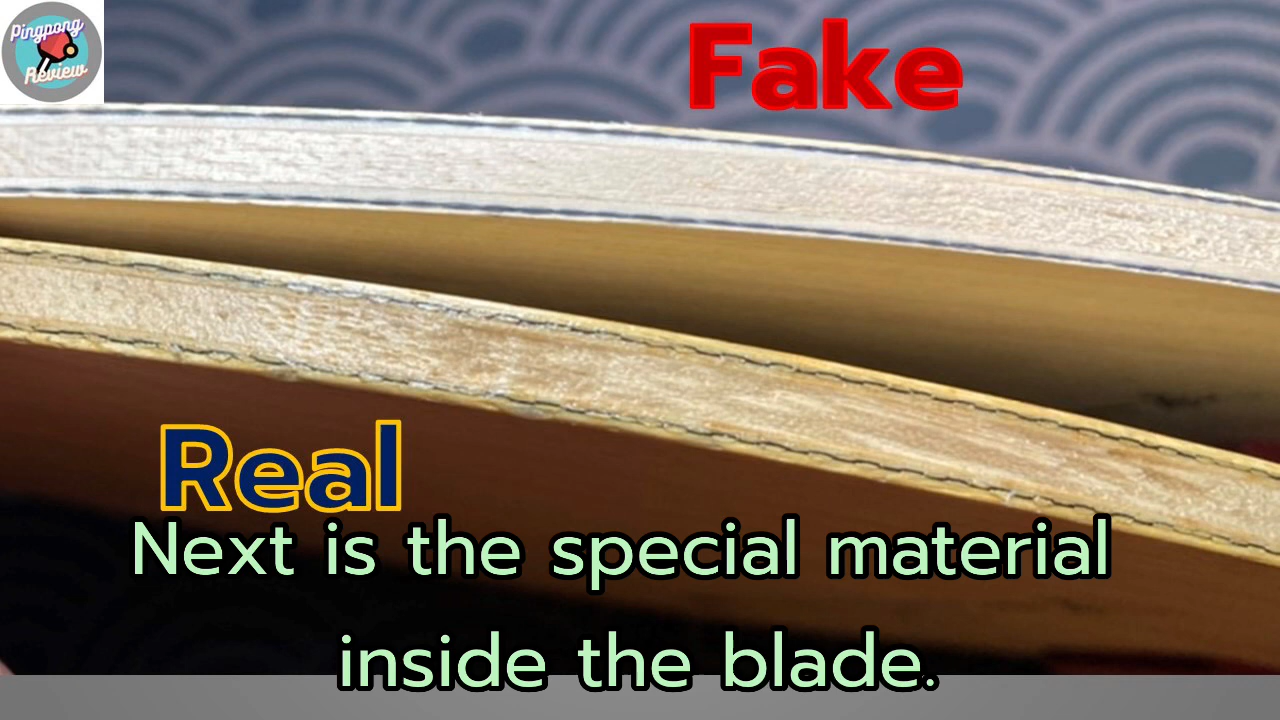 Pingpong
Review
Fake
Real
Next is the special material
inside the blade.